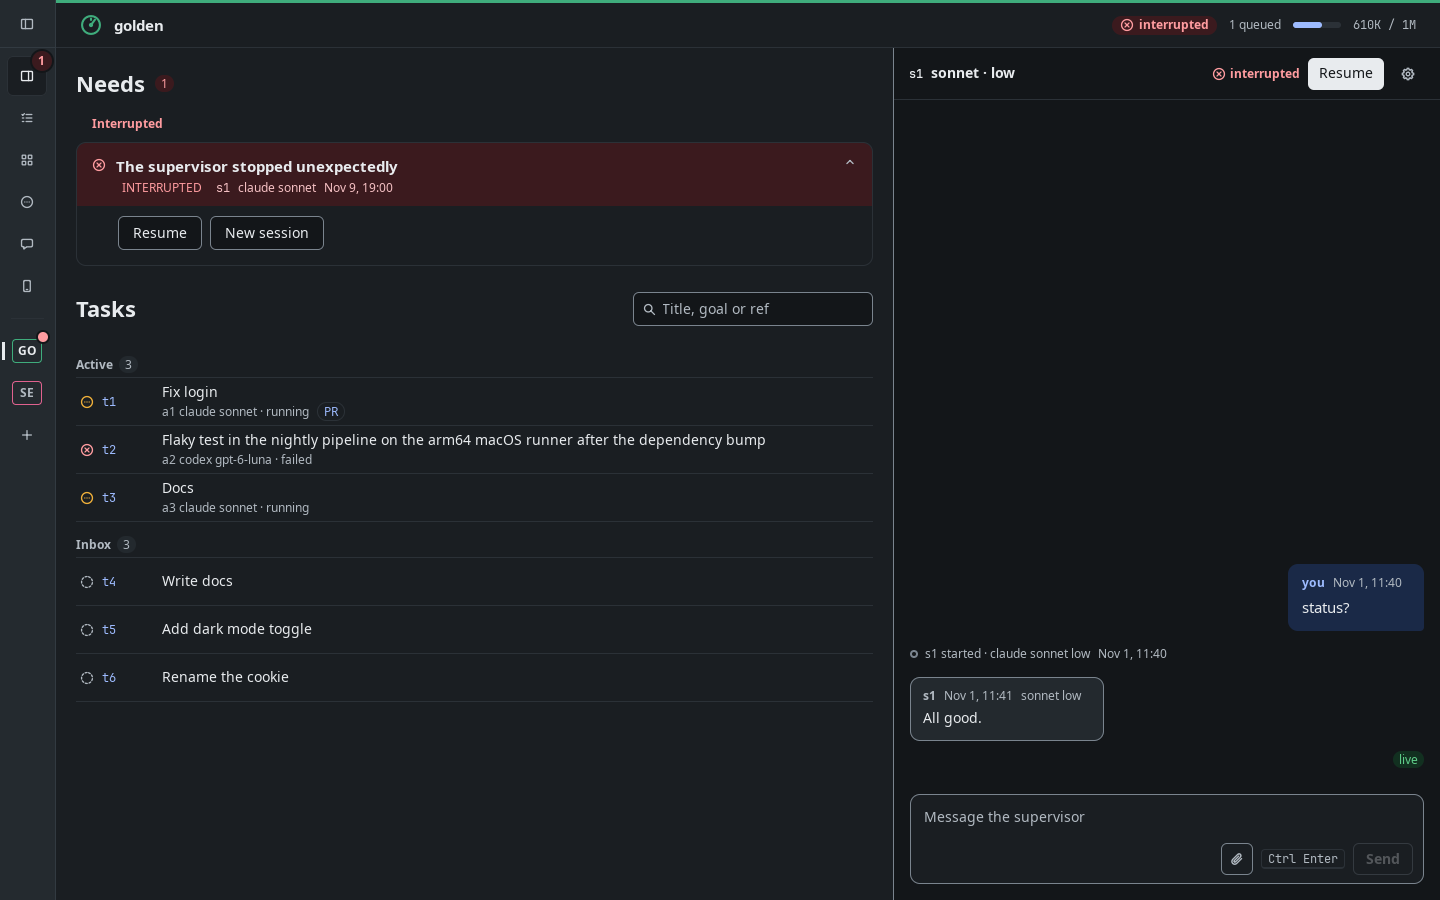 golden
interrupted
1 queued
610K / 1M
1
GO
SE
Needs 1
Interrupted
The supervisor stopped unexpectedly
INTERRUPTED s1 claude sonnet Nov 9, 19:00
Resume
New session
Tasks
Title, goal or ref
Active 3
t1
Fix login
a1 claude sonnet · running PR
t2
Flaky test in the nightly pipeline on the arm64 macOS runner after the dependency bump
a2 codex gpt-6-luna · failed
t3
Docs
a3 claude sonnet · running
Inbox 3
t4 Write docs
t5 Add dark mode toggle
t6 Rename the cookie
s1 sonnet · low
interrupted
Resume
you Nov 1, 11:40
status?
s1 started · claude sonnet low Nov 1, 11:40
s1 Nov 1, 11:41 sonnet low
All good.
live
Message the supervisor
Ctrl Enter
Send